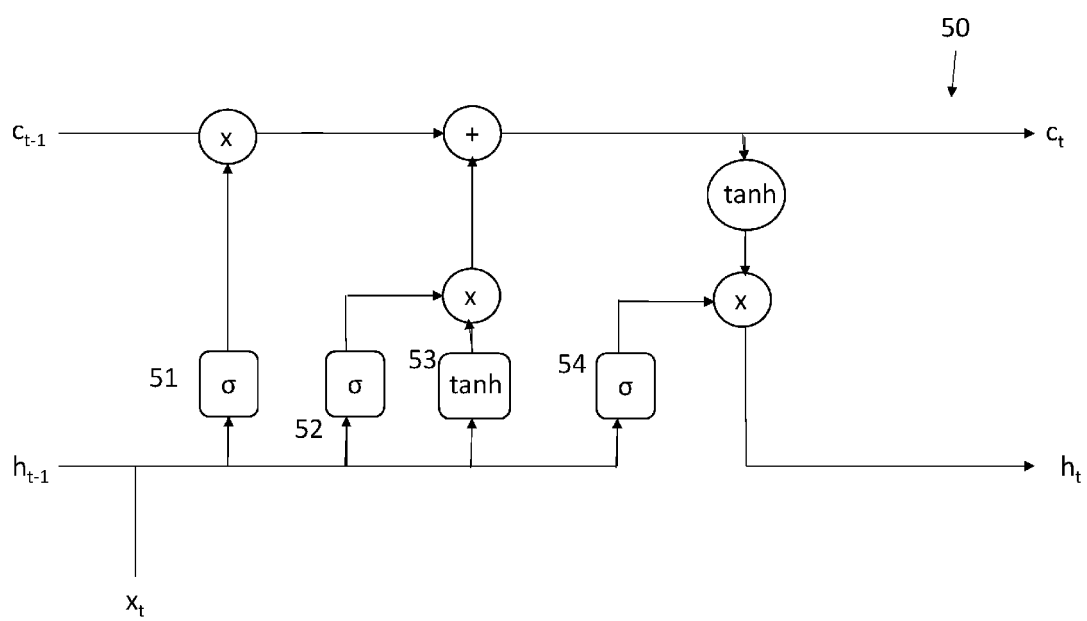 50
c_{t-1}
x
+
c_t
tanh
x
x
51
σ
52
σ
53
tanh
54
σ
h_{t-1}
h_t
x_t